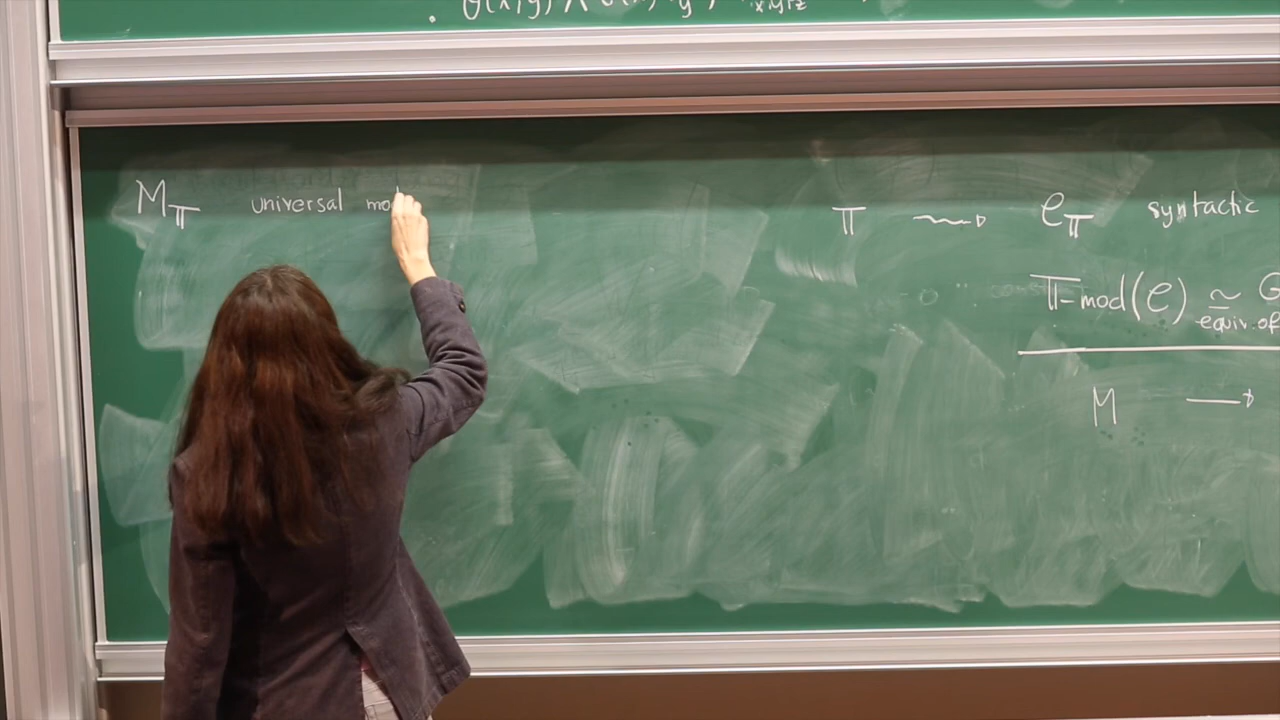 M_𝕋 universal mo
𝕋 ⇝ 𝒞_𝕋 syntactic
𝕋-mod(𝒞) ≃
equiv. of
M →